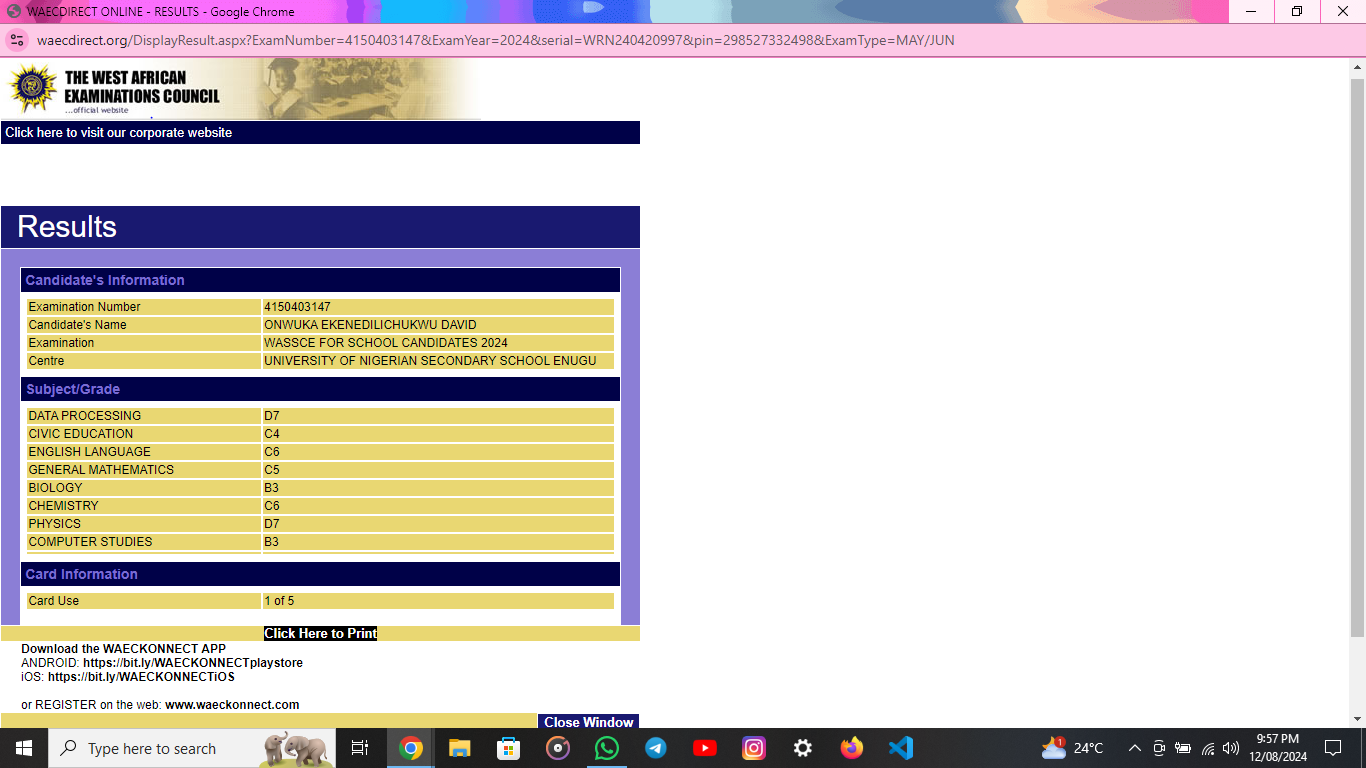 WAECDIRECT ONLINE - RESULTS - Google Chrome
waecdirect.org/DisplayResult.aspx?ExamNumber=4150403147&ExamYear=2024&serial=WRN240420997&pin=298527332498&ExamType=MAY/JUN
THE WEST AFRICAN
EXAMINATIONS COUNCIL
...official website
Click here to visit our corporate website
Results
Candidate's Information
Examination Number 4150403147
Candidate's Name ONWUKA EKENEDILICHUKWU DAVID
Examination WASSCE FOR SCHOOL CANDIDATES 2024
Centre UNIVERSITY OF NIGERIAN SECONDARY SCHOOL ENUGU
Subject/Grade
DATA PROCESSING D7
CIVIC EDUCATION C4
ENGLISH LANGUAGE C6
GENERAL MATHEMATICS C5
BIOLOGY B3
CHEMISTRY C6
PHYSICS D7
COMPUTER STUDIES B3
Card Information
Card Use 1 of 5
Click Here to Print
Download the WAECKONNECT APP
ANDROID: https://bit.ly/WAECKONNECTplaystore
iOS: https://bit.ly/WAECKONNECTiOS
or REGISTER on the web: www.waeckonnect.com
Close Window
Type here to search
1
24°C
9:57 PM
12/08/2024